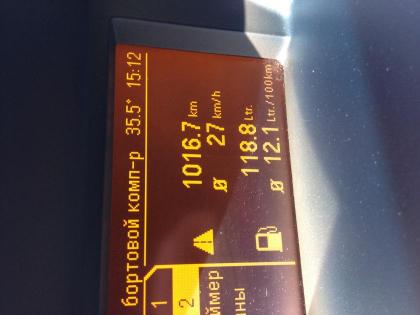 бортовой комп-р 35.5° 15:12
1
2
1016.7 km
ø 27 km/h
118.8 Ltr.
ø 12.1 Ltr./100km